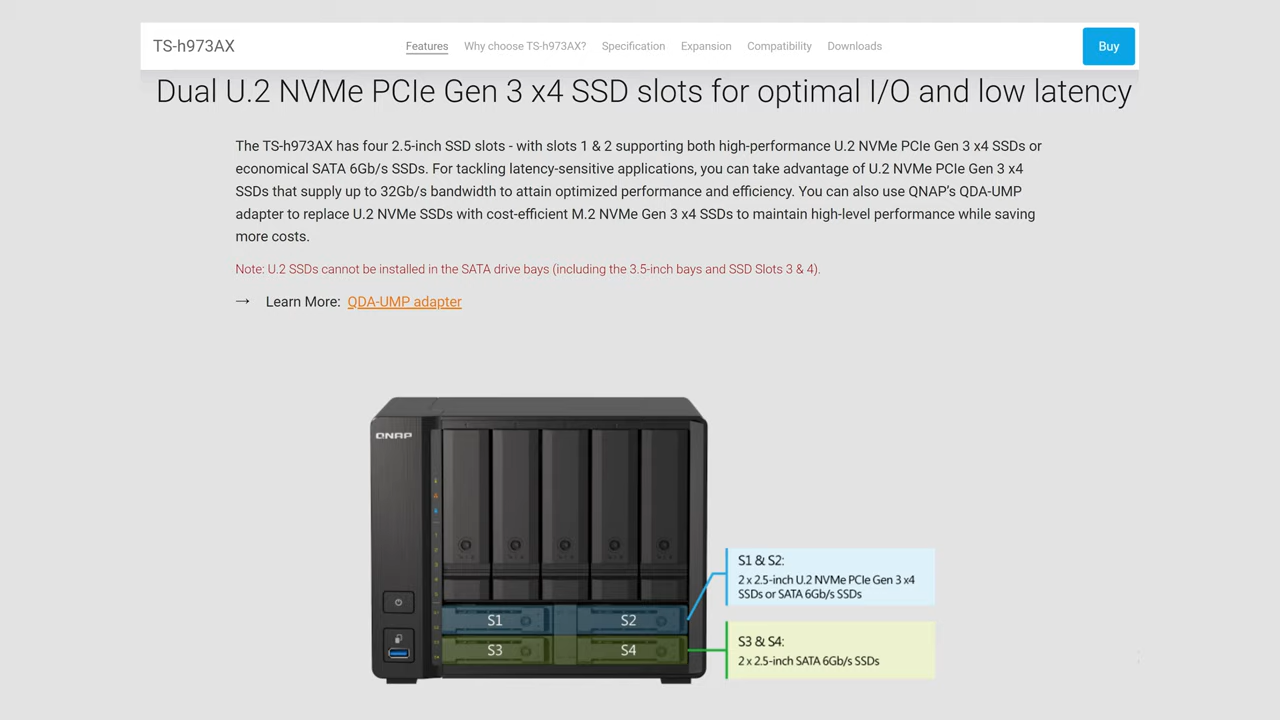 TS-h973AX
Features Why choose TS-h973AX? Specification Expansion Compatibility Downloads
Buy
Dual U.2 NVMe PCIe Gen 3 x4 SSD slots for optimal I/O and low latency
The TS-h973AX has four 2.5-inch SSD slots - with slots 1 & 2 supporting both high-performance U.2 NVMe PCIe Gen 3 x4 SSDs or
economical SATA 6Gb/s SSDs. For tackling latency-sensitive applications, you can take advantage of U.2 NVMe PCIe Gen 3 x4
SSDs that supply up to 32Gb/s bandwidth to attain optimized performance and efficiency. You can also use QNAP's QDA-UMP
adapter to replace U.2 NVMe SSDs with cost-efficient M.2 NVMe Gen 3 x4 SSDs to maintain high-level performance while saving
more costs.
Note: U.2 SSDs cannot be installed in the SATA drive bays (including the 3.5-inch bays and SSD Slots 3 & 4).
→ Learn More: QDA-UMP adapter
QNAP
S1 S2
S3 S4
S1 & S2:
2 x 2.5-inch U.2 NVMe PCIe Gen 3 x4
SSDs or SATA 6Gb/s SSDs
S3 & S4:
2 x 2.5-inch SATA 6Gb/s SSDs